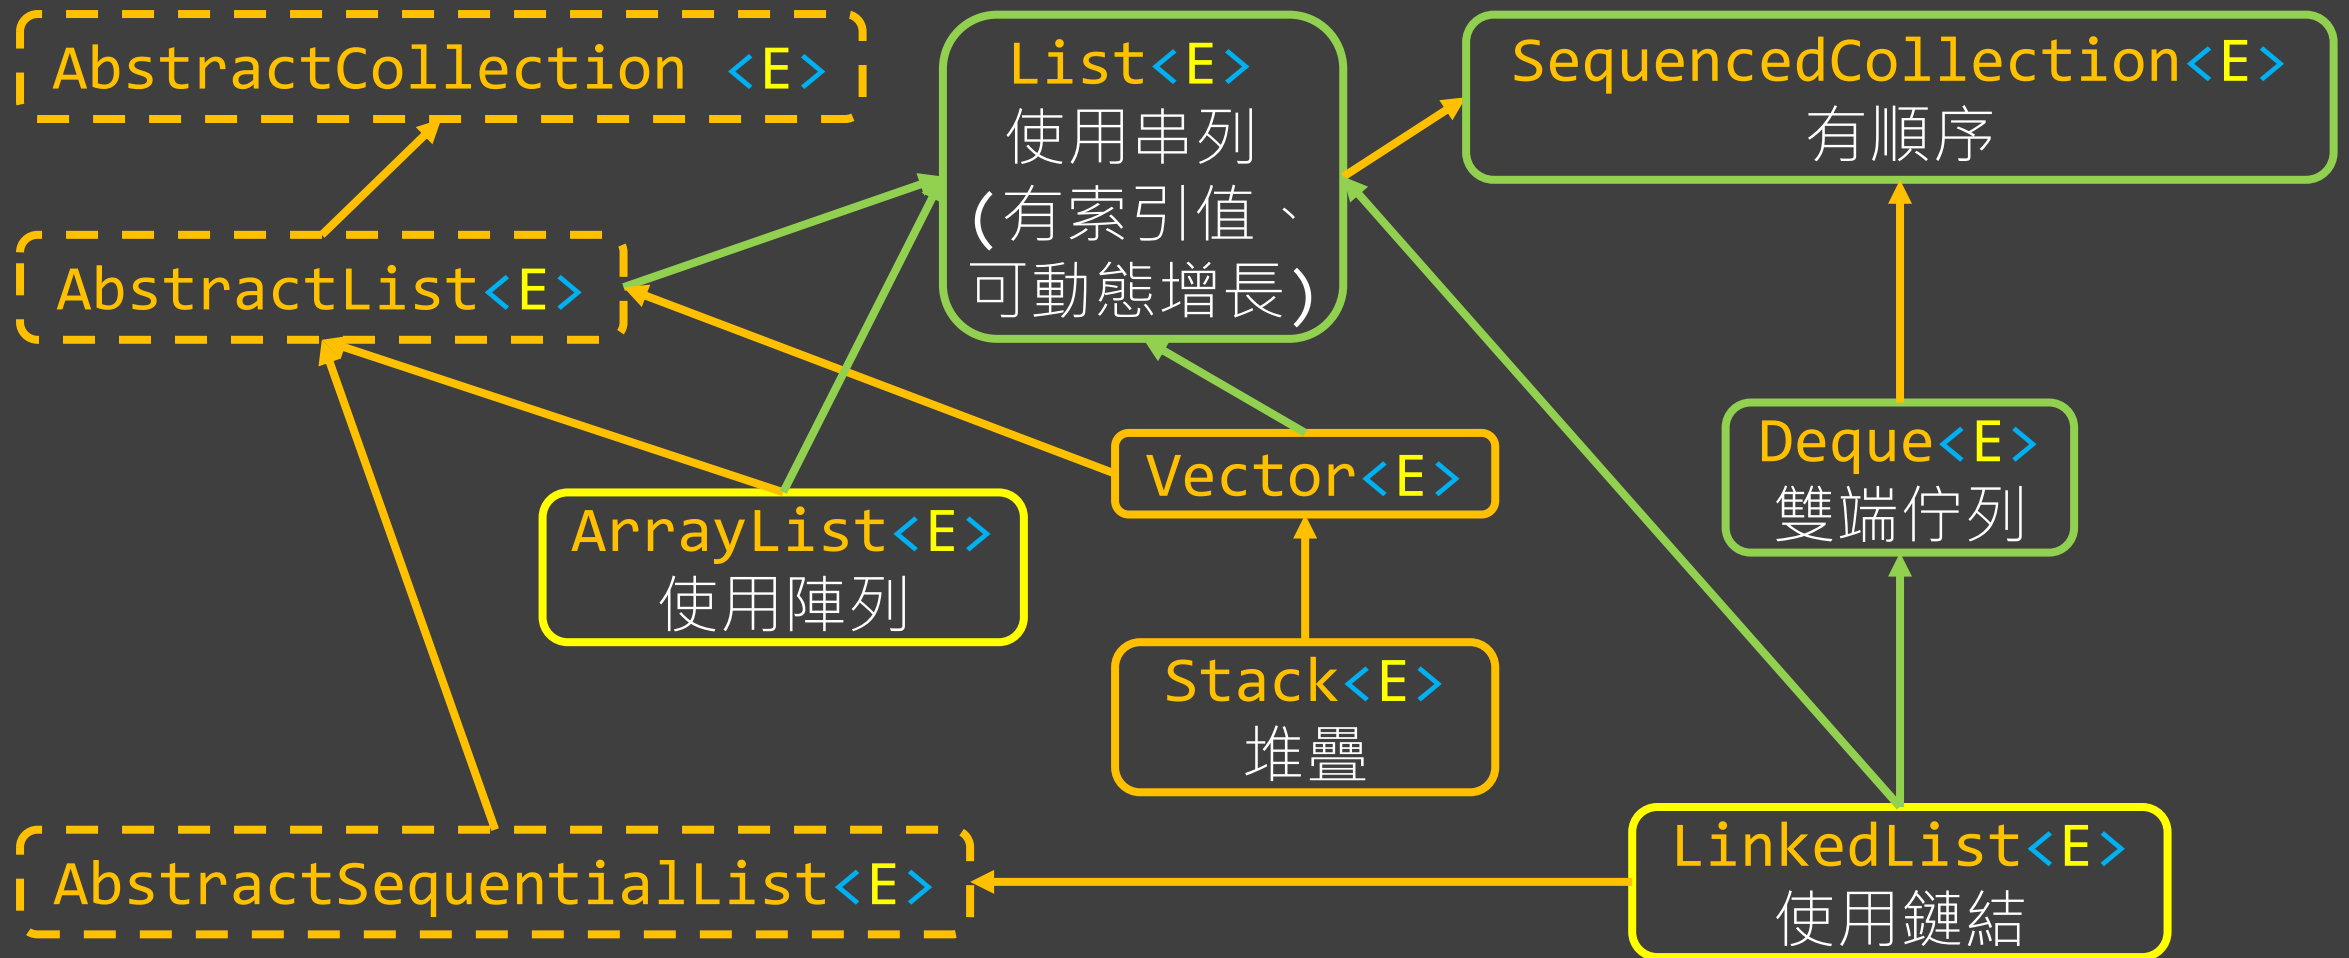 AbstractCollection <E>
List<E>
使用串列
(有索引值、
可動態增長)
SequencedCollection<E>
有順序
AbstractList<E>
Vector<E>
Deque<E>
雙端佇列
ArrayList<E>
使用陣列
Stack<E>
堆疊
AbstractSequentialList<E>
LinkedList<E>
使用鏈結